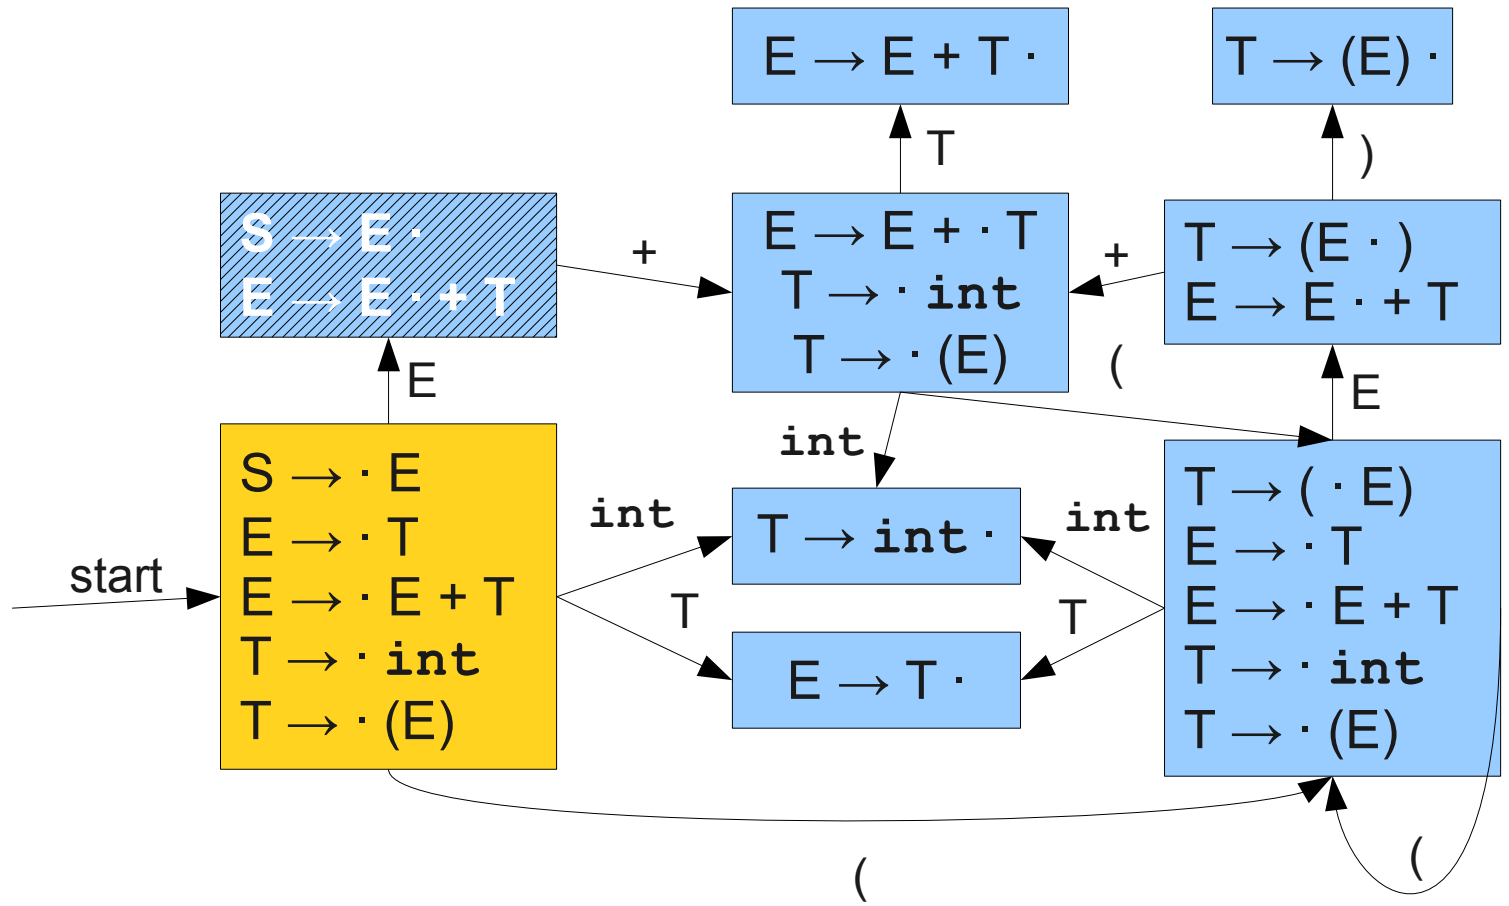 E → E + T ·
T → (E) ·
T
)
S → E ·
E → E · + T
+
E → E + · T
T → · int
T → · (E)
+
T → (E · )
E → E · + T
E
(
E
int
S → · E
E → · T
E → · E + T
T → · int
T → · (E)
start
int
T
T → int ·
E → T ·
int
T
T → ( · E)
E → · T
E → · E + T
T → · int
T → · (E)
(
(